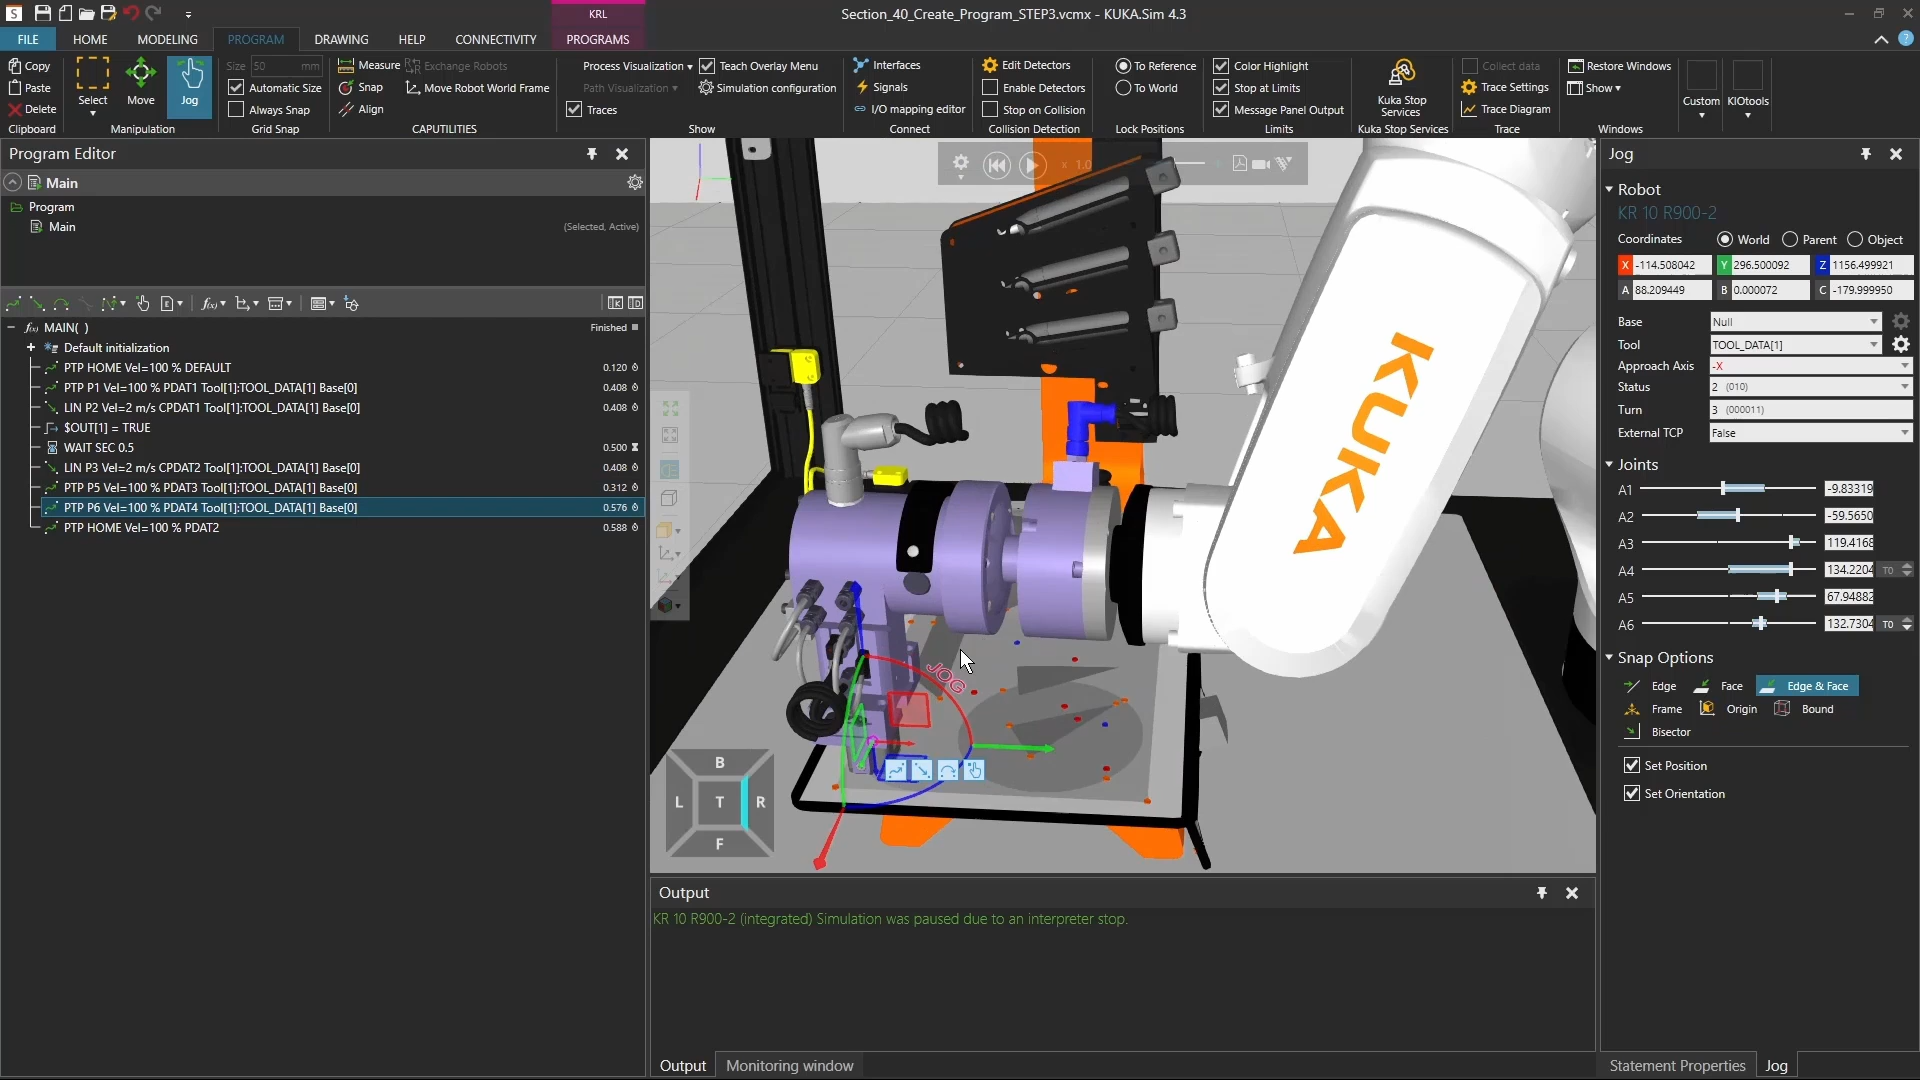 KRL
Section_40_Create_Program_STEP3.vcmx - KUKA.Sim 4.3
FILE HOME MODELING PROGRAM DRAWING HELP CONNECTIVITY PROGRAMS
Copy
Paste
Delete
Clipboard
Select Move Jog
Manipulation
Size 50 mm
Automatic Size
Always Snap
Grid Snap
Measure Exchange Robots
Snap Move Robot World Frame
Align
CAPUTILITIES
Process Visualization Teach Overlay Menu
Path Visualization Simulation configuration
Traces
Show
Interfaces
Signals
I/O mapping editor
Connect
Edit Detectors
Enable Detectors
Stop on Collision
Collision Detection
To Reference
To World
Lock Positions
Color Highlight
Stop at Limits
Message Panel Output
Limits
Kuka Stop
Services
Kuka Stop Services
Collect data
Trace Settings
Trace Diagram
Trace
Restore Windows
Show
Windows
Custom
KIOtools
Program Editor
Main
Program
Main (Selected, Active)
MAIN( ) Finished
Default initialization
PTP HOME Vel=100 % DEFAULT 0.120
PTP P1 Vel=100 % PDAT1 Tool[1]:TOOL_DATA[1] Base[0] 0.408
LIN P2 Vel=2 m/s CPDAT1 Tool[1]:TOOL_DATA[1] Base[0] 0.408
$OUT[1] = TRUE
WAIT SEC 0.5 0.500
LIN P3 Vel=2 m/s CPDAT2 Tool[1]:TOOL_DATA[1] Base[0] 0.408
PTP P5 Vel=100 % PDAT3 Tool[1]:TOOL_DATA[1] Base[0] 0.312
PTP P6 Vel=100 % PDAT4 Tool[1]:TOOL_DATA[1] Base[0] 0.576
PTP HOME Vel=100 % PDAT2 0.588
x 1.0
KUKA
JOG
B
L T R
F
Output
KR 10 R900-2 (integrated) Simulation was paused due to an interpreter stop.
Output Monitoring window
Jog
Robot
KR 10 R900-2
Coordinates World Parent Object
X -114.508042 Y 296.500092 Z 1156.499921
A 88.209449 B 0.000072 C -179.999950
Base Null
Tool TOOL_DATA[1]
Approach Axis -X
Status 2 (010)
Turn 3 (000011)
External TCP False
Joints
A1 -9.83319
A2 -59.5650
A3 119.4168
A4 134.2204 T0
A5 67.94882
A6 132.7304 T0
Snap Options
Edge Face Edge & Face
Frame Origin Bound
Bisector
Set Position
Set Orientation
Statement Properties Jog